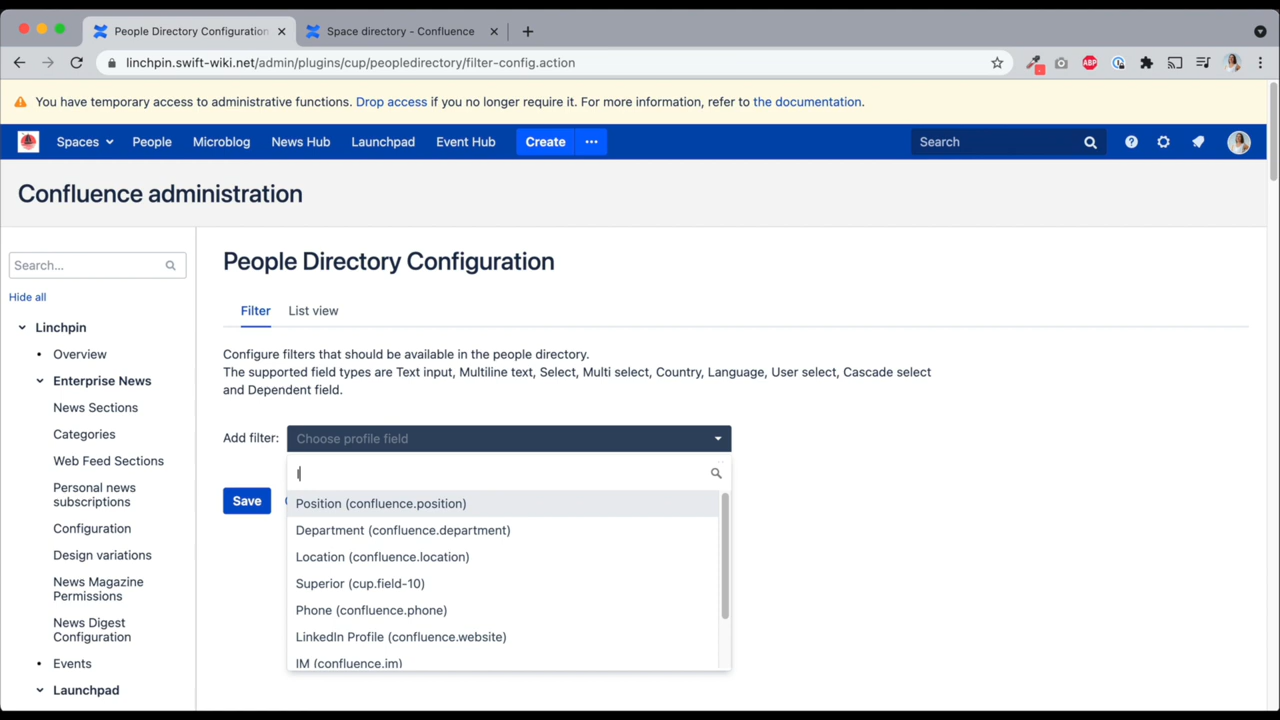 People Directory Configuration
Space directory - Confluence
linchpin.swift-wiki.net/admin/plugins/cup/peopledirectory/filter-config.action
ABP
You have temporary access to administrative functions. Drop access if you no longer require it. For more information, refer to the documentation.
Spaces People Microblog News Hub Launchpad Event Hub Create Search
Confluence administration
Search...
Hide all
Linchpin
Overview
Enterprise News
News Sections
Categories
Web Feed Sections
Personal news
subscriptions
Configuration
Design variations
News Magazine
Permissions
News Digest
Configuration
Events
Launchpad
People Directory Configuration
Filter List view
Configure filters that should be available in the people directory.
The supported field types are Text input, Multiline text, Select, Multi select, Country, Language, User select, Cascade select
and Dependent field.
Add filter: Choose profile field
Save
Position (confluence.position)
Department (confluence.department)
Location (confluence.location)
Superior (cup.field-10)
Phone (confluence.phone)
LinkedIn Profile (confluence.website)
IM (confluence.im)